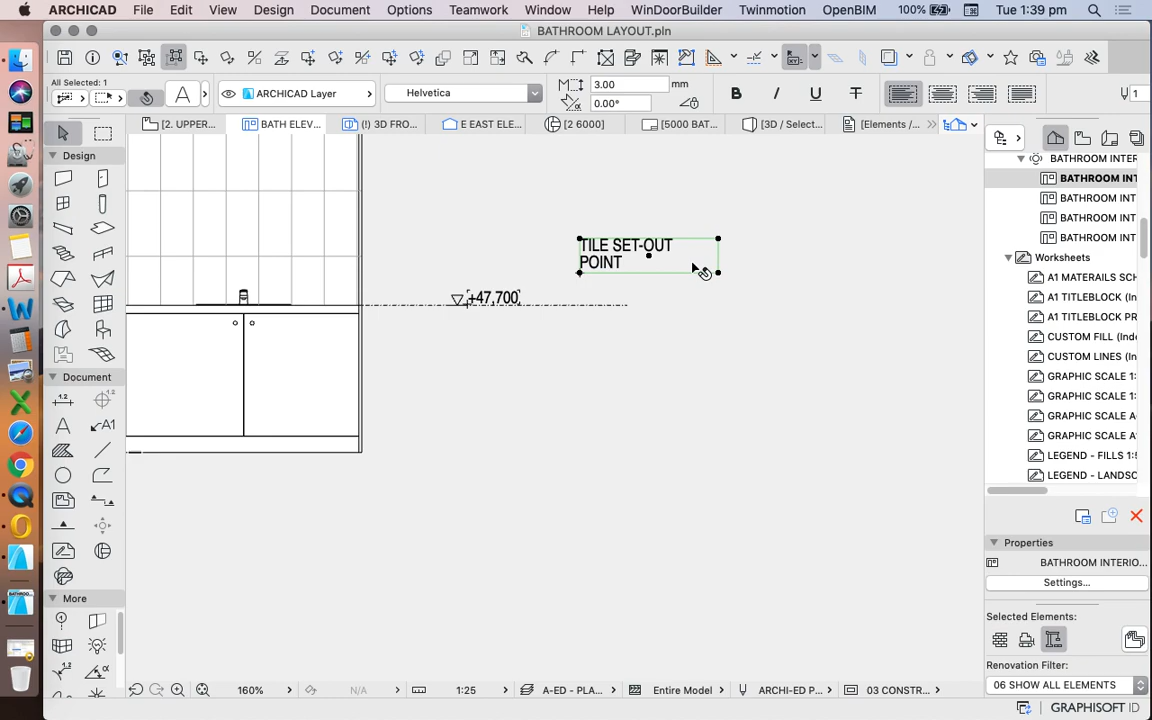 ARCHICAD File Edit View Design Document Options Teamwork Window Help WinDoorBuilder Twinmotion OpenBIM 100% Tue 1:39 pm
BATHROOM LAYOUT.pln
All Selected: 1
ARCHICAD Layer
Helvetica
3.00 mm
0.00°
B I U T
1
[2. UPPER... BATH ELEV... (!) 3D FRO... E EAST ELE... [2 6000] [5000 BAT... [3D / Select... [Elements /...
Design
Document
A1
More
TILE SET-OUT
POINT
+47,700
BATHROOM INTER
BATHROOM INT
BATHROOM INT
BATHROOM INT
BATHROOM INT
Worksheets
A1 MATERAILS SCH
A1 TITLEBLOCK (In
A1 TITLEBLOCK PR
CUSTOM FILL (Inde
CUSTOM LINES (In
GRAPHIC SCALE 1:
GRAPHIC SCALE 1:
GRAPHIC SCALE A
GRAPHIC SCALE A
LEGEND - FILLS 1:5
LEGEND - LANDSC
Properties
BATHROOM INTERIO...
Settings...
Selected Elements:
Renovation Filter:
06 SHOW ALL ELEMENTS
160% N/A 1:25 A-ED - PLA... Entire Model ARCHI-ED P... 03 CONSTR...
GRAPHISOFT ID